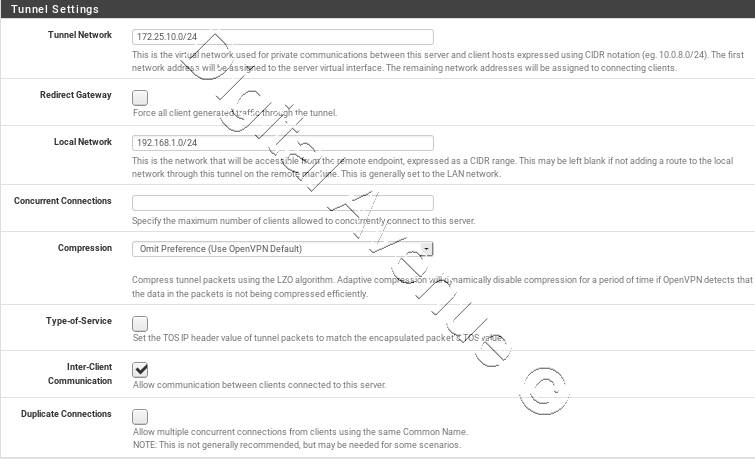 Tunnel Settings
Tunnel Network
172.25.10.0/24
This is the virtual network used for private communications between this server and client hosts expressed using CIDR notation (eg. 10.0.8.0/24). The first
network address will be assigned to the server virtual interface. The remaining network addresses will be assigned to connecting clients.
Redirect Gateway
Force all client generated traffic through the tunnel.
Local Network
192.168.1.0/24
This is the network that will be accessible from the remote endpoint, expressed as a CIDR range. This may be left blank if not adding a route to the local
network through this tunnel on the remote machine. This is generally set to the LAN network.
Concurrent Connections
Specify the maximum number of clients allowed to concurrently connect to this server.
Compression
Omit Preference (Use OpenVPN Default)
Compress tunnel packets using the LZO algorithm. Adaptive compression will dynamically disable compression for a period of time if OpenVPN detects that
the data in the packets is not being compressed efficiently.
Type-of-Service
Set the TOS IP header value of tunnel packets to match the encapsulated packet's TOS value.
Inter-Client
Communication
Allow communication between clients connected to this server.
Duplicate Connections
Allow multiple concurrent connections from clients using the same Common Name.
NOTE: This is not generally recommended, but may be needed for some scenarios.